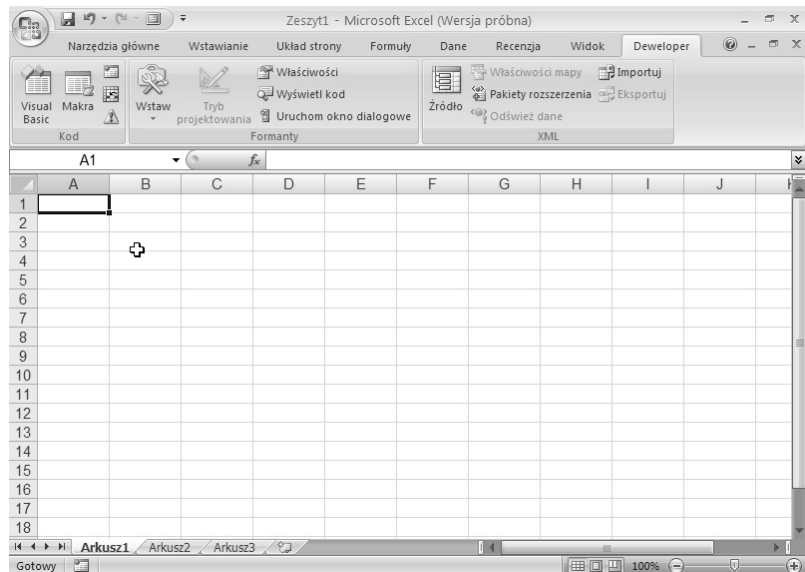 Zeszyt1 - Microsoft Excel (Wersja próbna)
Narzędzia główne Wstawianie Układ strony Formuły Dane Recenzja Widok Deweloper
Visual Basic
Makra
Kod
Wstaw
Tryb projektowania
Właściwości
Wyświetl kod
Uruchom okno dialogowe
Formanty
Źródło
Właściwości mapy
Pakiety rozszerzenia
Odśwież dane
Importuj
Eksportuj
XML
A1 fx
A B C D E F G H I J
1
2
3
4
5
6
7
8
9
10
11
12
13
14
15
16
17
18
Arkusz1 Arkusz2 Arkusz3
Gotowy 100%